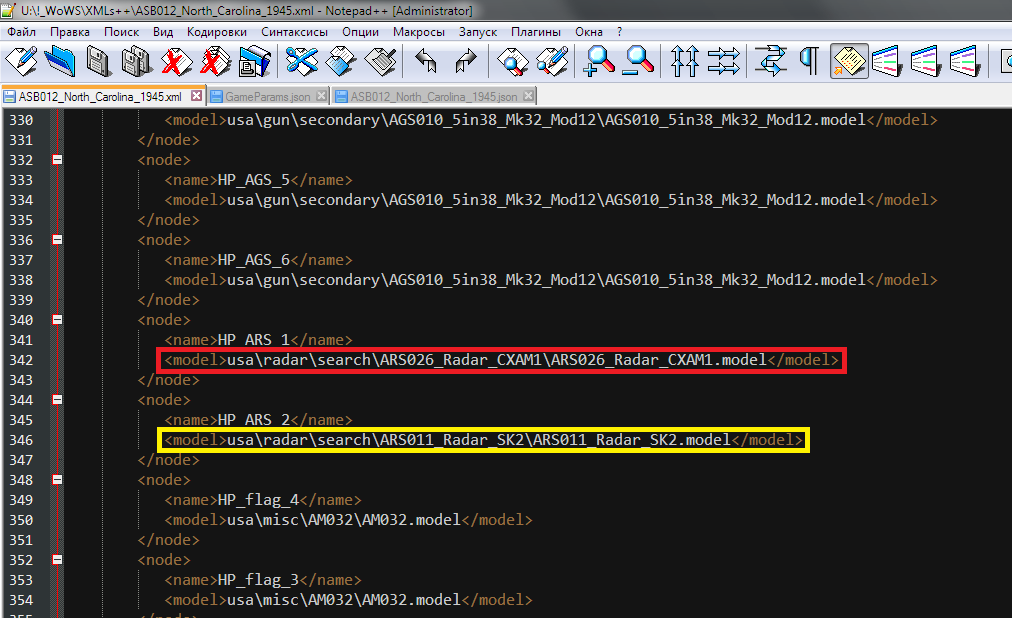 U:\!_WoWS\XMLs++\ASB012_North_Carolina_1945.xml - Notepad++ [Administrator]
Файл Правка Поиск Вид Кодировки Синтаксисы Опции Макросы Запуск Плагины Окна ?
ASB012_North_Carolina_1945.xml GameParams.json ASB012_North_Carolina_1945.json
330 <model>usa\gun\secondary\AGS010_5in38_Mk32_Mod12\AGS010_5in38_Mk32_Mod12.model</model>
331 </node>
332 <node>
333 <name>HP_AGS_5</name>
334 <model>usa\gun\secondary\AGS010_5in38_Mk32_Mod12\AGS010_5in38_Mk32_Mod12.model</model>
335 </node>
336 <node>
337 <name>HP_AGS_6</name>
338 <model>usa\gun\secondary\AGS010_5in38_Mk32_Mod12\AGS010_5in38_Mk32_Mod12.model</model>
339 </node>
340 <node>
341 <name>HP_ARS_1</name>
342 <model>usa\radar\search\ARS026_Radar_CXAM1\ARS026_Radar_CXAM1.model</model>
343 </node>
344 <node>
345 <name>HP_ARS_2</name>
346 <model>usa\radar\search\ARS011_Radar_SK2\ARS011_Radar_SK2.model</model>
347 </node>
348 <node>
349 <name>HP_flag_4</name>
350 <model>usa\misc\AM032\AM032.model</model>
351 </node>
352 <node>
353 <name>HP_flag_3</name>
354 <model>usa\misc\AM032\AM032.model</model>